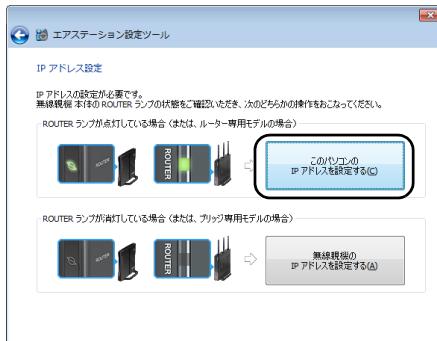 エアステーション設定ツール
IP アドレス設定
IP アドレスの設定が必要です。
無線親機 本体の ROUTER ランプの状態をご確認いただき、次のどちらかの操作をおこなってください。
ROUTER ランプが点灯している場合 (または、ルーター専用モデルの場合)
ROUTER
ROUTER
このパソコンの
IP アドレスを設定する(C)
ROUTER ランプが消灯している場合 (または、ブリッジ専用モデルの場合)
ROUTER
ROUTER
無線親機の
IP アドレスを設定する(A)